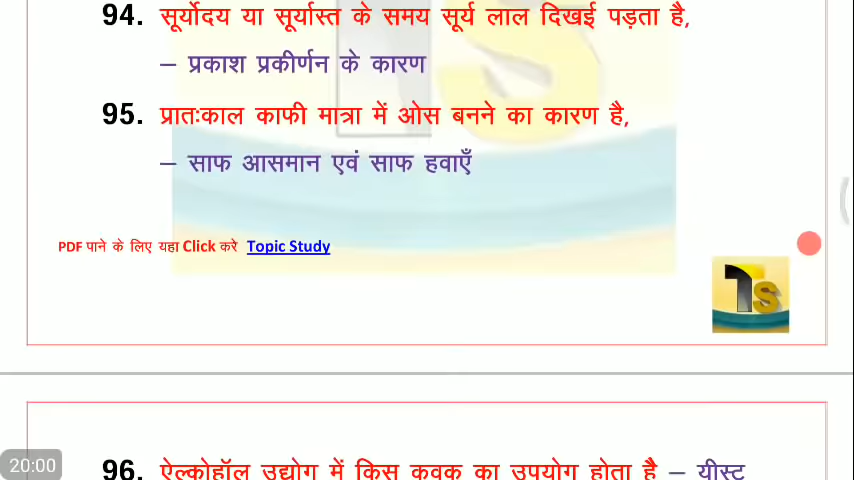 94. सूर्योदय या सूर्यास्त के समय सूर्य लाल दिखई पड़ता है,
– प्रकाश प्रकीर्णन के कारण
95. प्रातःकाल काफी मात्रा में ओस बनने का कारण है,
– साफ आसमान एवं साफ हवाएँ
PDF पाने के लिए यहा Click करे Topic Study
TS
20:00
96. ऐल्कोहॉल उद्योग में किस कवक का उपयोग होता है – यीस्ट